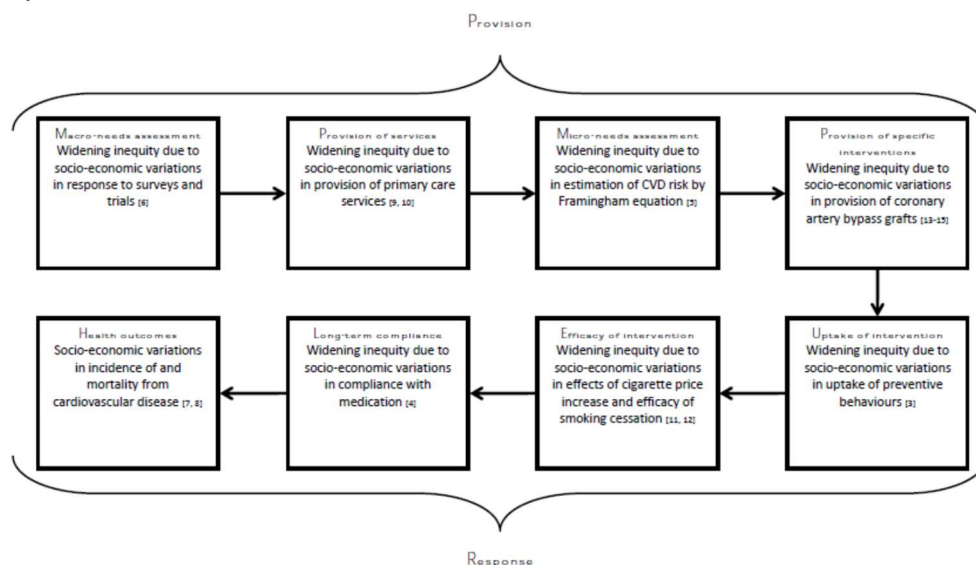 Provision
Macro-needs assessment
Widening inequity due to
socio-economic variations
in response to surveys and
trials [6]
Provision of services
Widening inequity due to
socio-economic variations
in provision of primary care
services [9, 10]
Micro-needs assessment
Widening inequity due to
socio-economic variations
in estimation of CVD risk by
Framingham equation [5]
Provision of specific
interventions
Widening inequity due to
socio-economic variations
in provision of coronary
artery bypass grafts [13-15]
Uptake of intervention
Widening inequity due to
socio-economic variations
in uptake of preventive
behaviours [3]
Efficacy of intervention
Widening inequity due to
socio-economic variations
in effects of cigarette price
increase and efficacy of
smoking cessation [11, 12]
Long-term compliance
Widening inequity due to
socio-economic variations
in compliance with
medication [4]
Health outcomes
Socio-economic variations
in incidence of and
mortality from
cardiovascular disease [7, 8]
Response